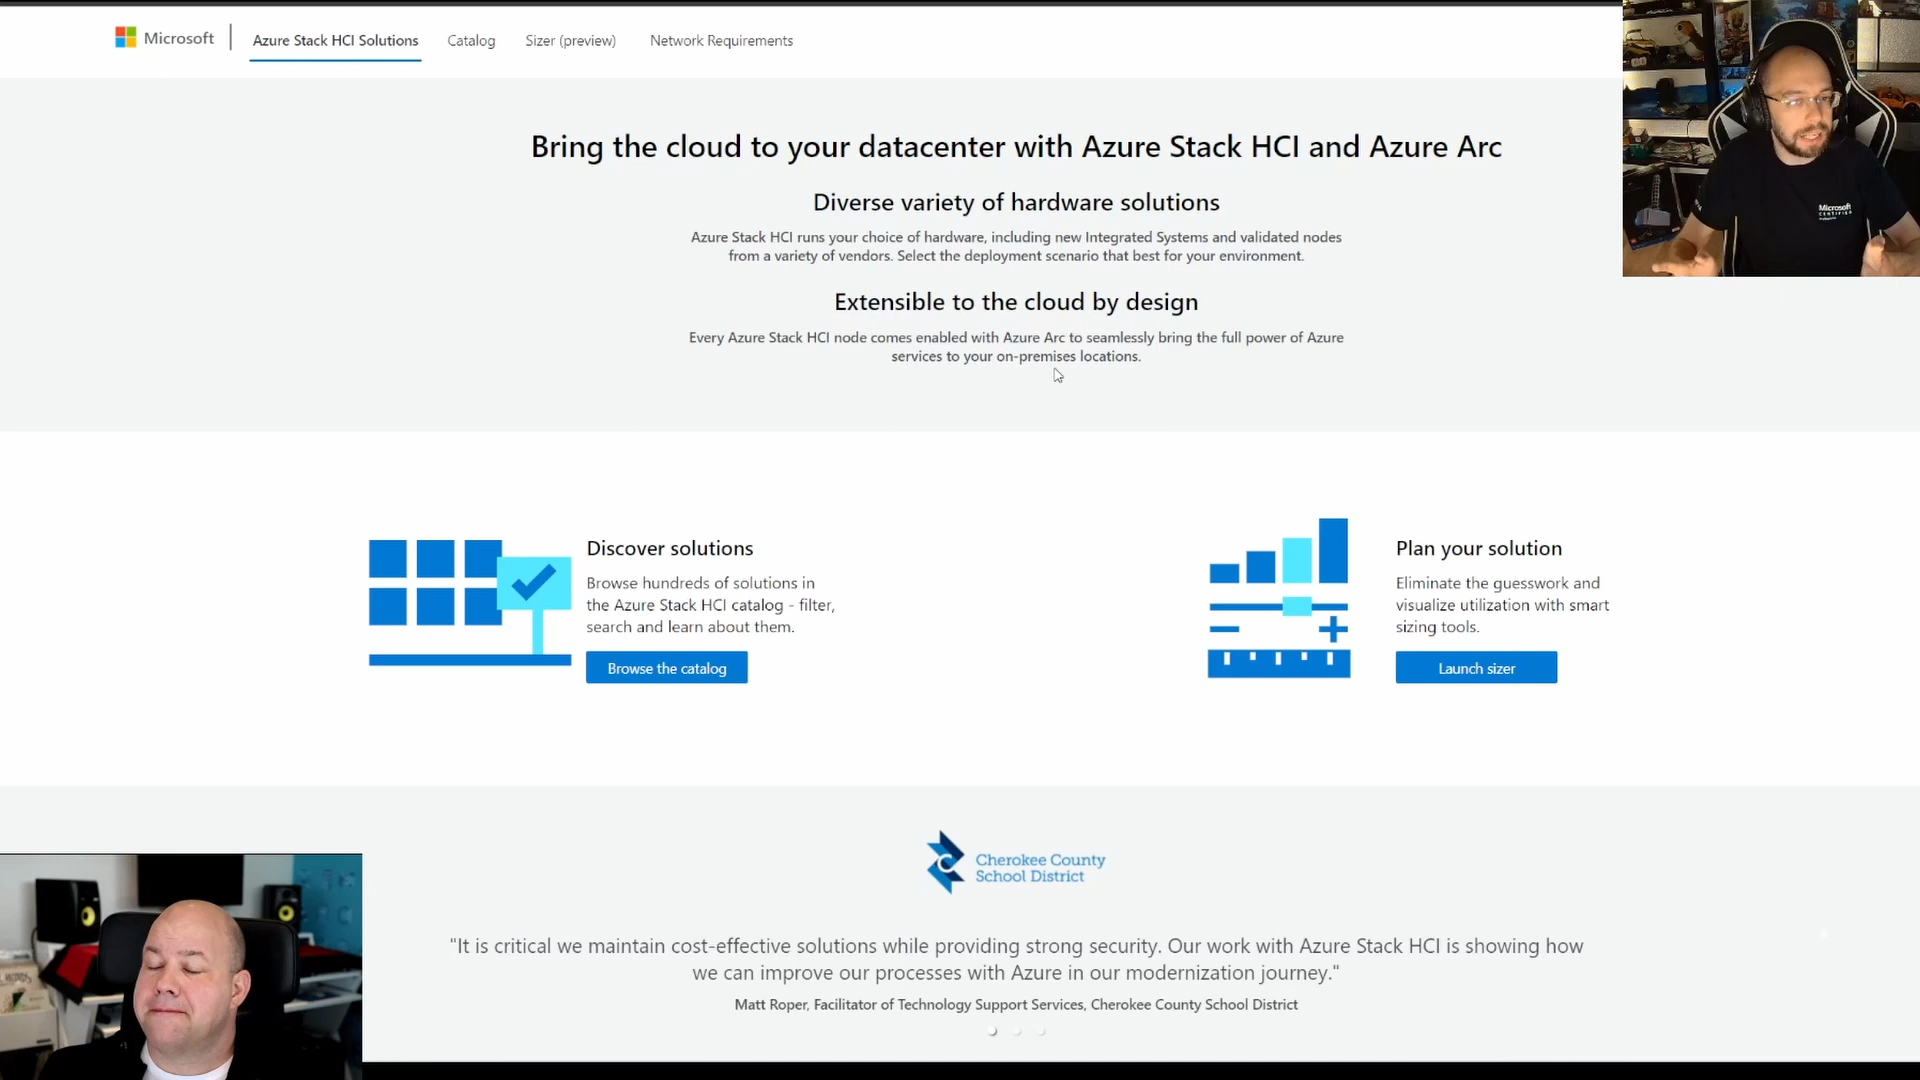 Microsoft
Azure Stack HCI Solutions
Catalog
Sizer (preview)
Network Requirements
Bring the cloud to your datacenter with Azure Stack HCI and Azure Arc
Diverse variety of hardware solutions
Azure Stack HCI runs your choice of hardware, including new Integrated Systems and validated nodes
from a variety of vendors. Select the deployment scenario that best for your environment.
Extensible to the cloud by design
Every Azure Stack HCI node comes enabled with Azure Arc to seamlessly bring the full power of Azure
services to your on-premises locations.
Microsoft
CERTIFIED
Discover solutions
Browse hundreds of solutions in
the Azure Stack HCI catalog - filter,
search and learn about them.
Browse the catalog
Plan your solution
Eliminate the guesswork and
visualize utilization with smart
sizing tools.
Launch sizer
Cherokee County
School District
"It is critical we maintain cost-effective solutions while providing strong security. Our work with Azure Stack HCI is showing how
we can improve our processes with Azure in our modernization journey."
Matt Roper, Facilitator of Technology Support Services, Cherokee County School District